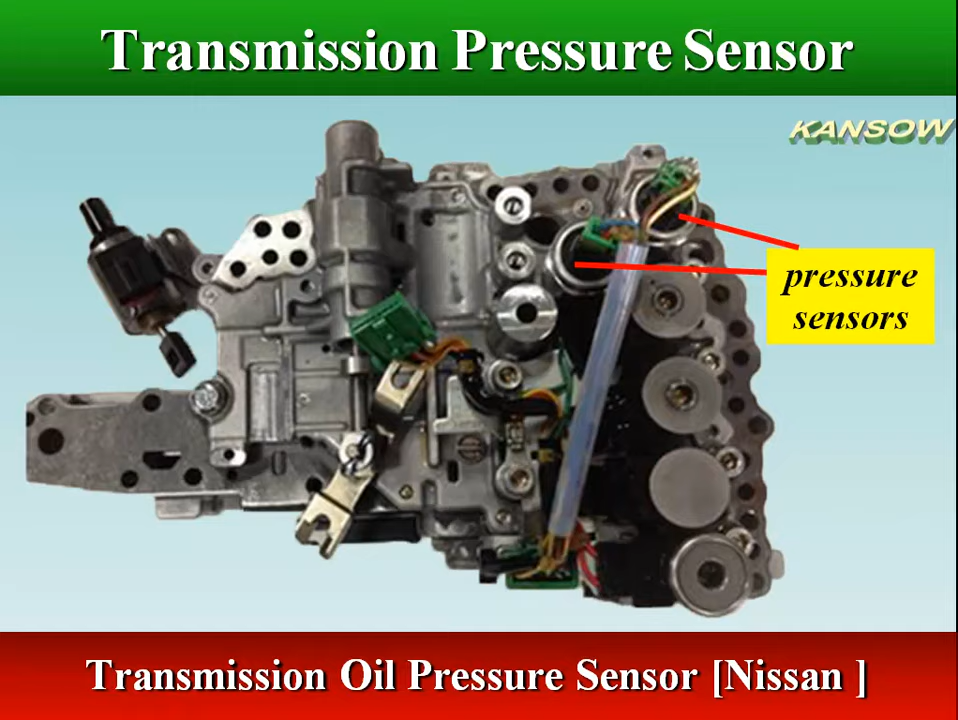 Transmission Pressure Sensor
KANSOW
pressure
sensors
Transmission Oil Pressure Sensor [Nissan ]